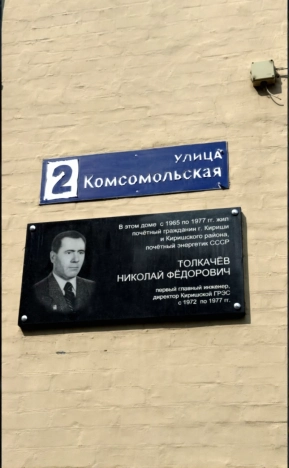 2
УЛИЦА
Комсомольская
В этом доме с 1965 по 1977 гг. жил
почётный гражданин г. Кириши
и Киришского района,
почётный энергетик СССР
ТОЛКАЧЁВ
НИКОЛАЙ ФЁДОРОВИЧ
первый главный инженер,
директор Киришской ГРЭС
с 1972 по 1977 гг.